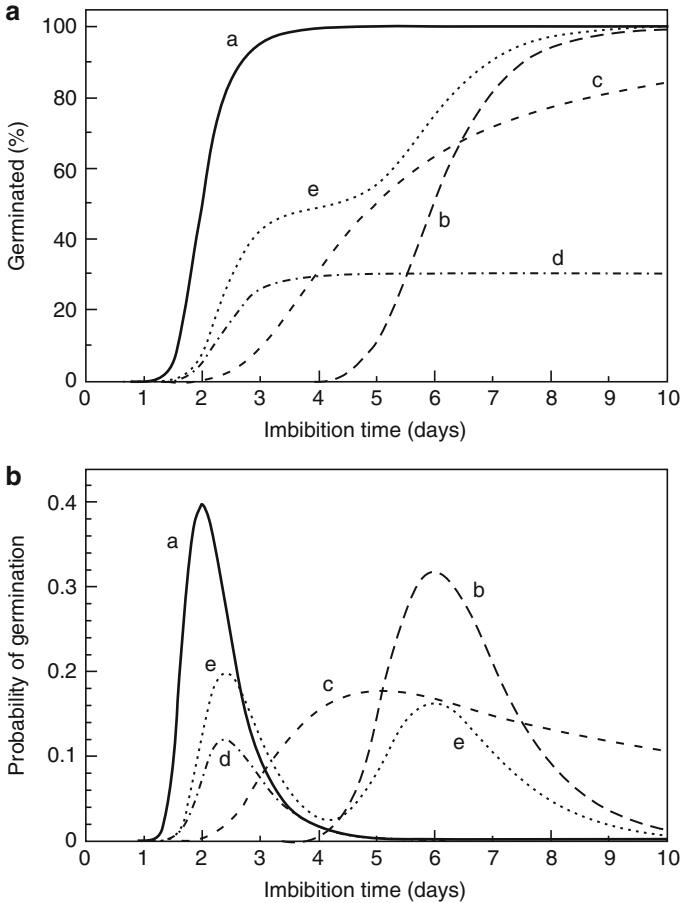 a
100
80
60
40
20
0
Germinated (%)
a
c
e
b
d
0 1 2 3 4 5 6 7 8 9 10
Imbibition time (days)
b
0.4
0.3
0.2
0.1
0
Probability of germination
a
b
e
c
d
e
0 1 2 3 4 5 6 7 8 9 10
Imbibition time (days)